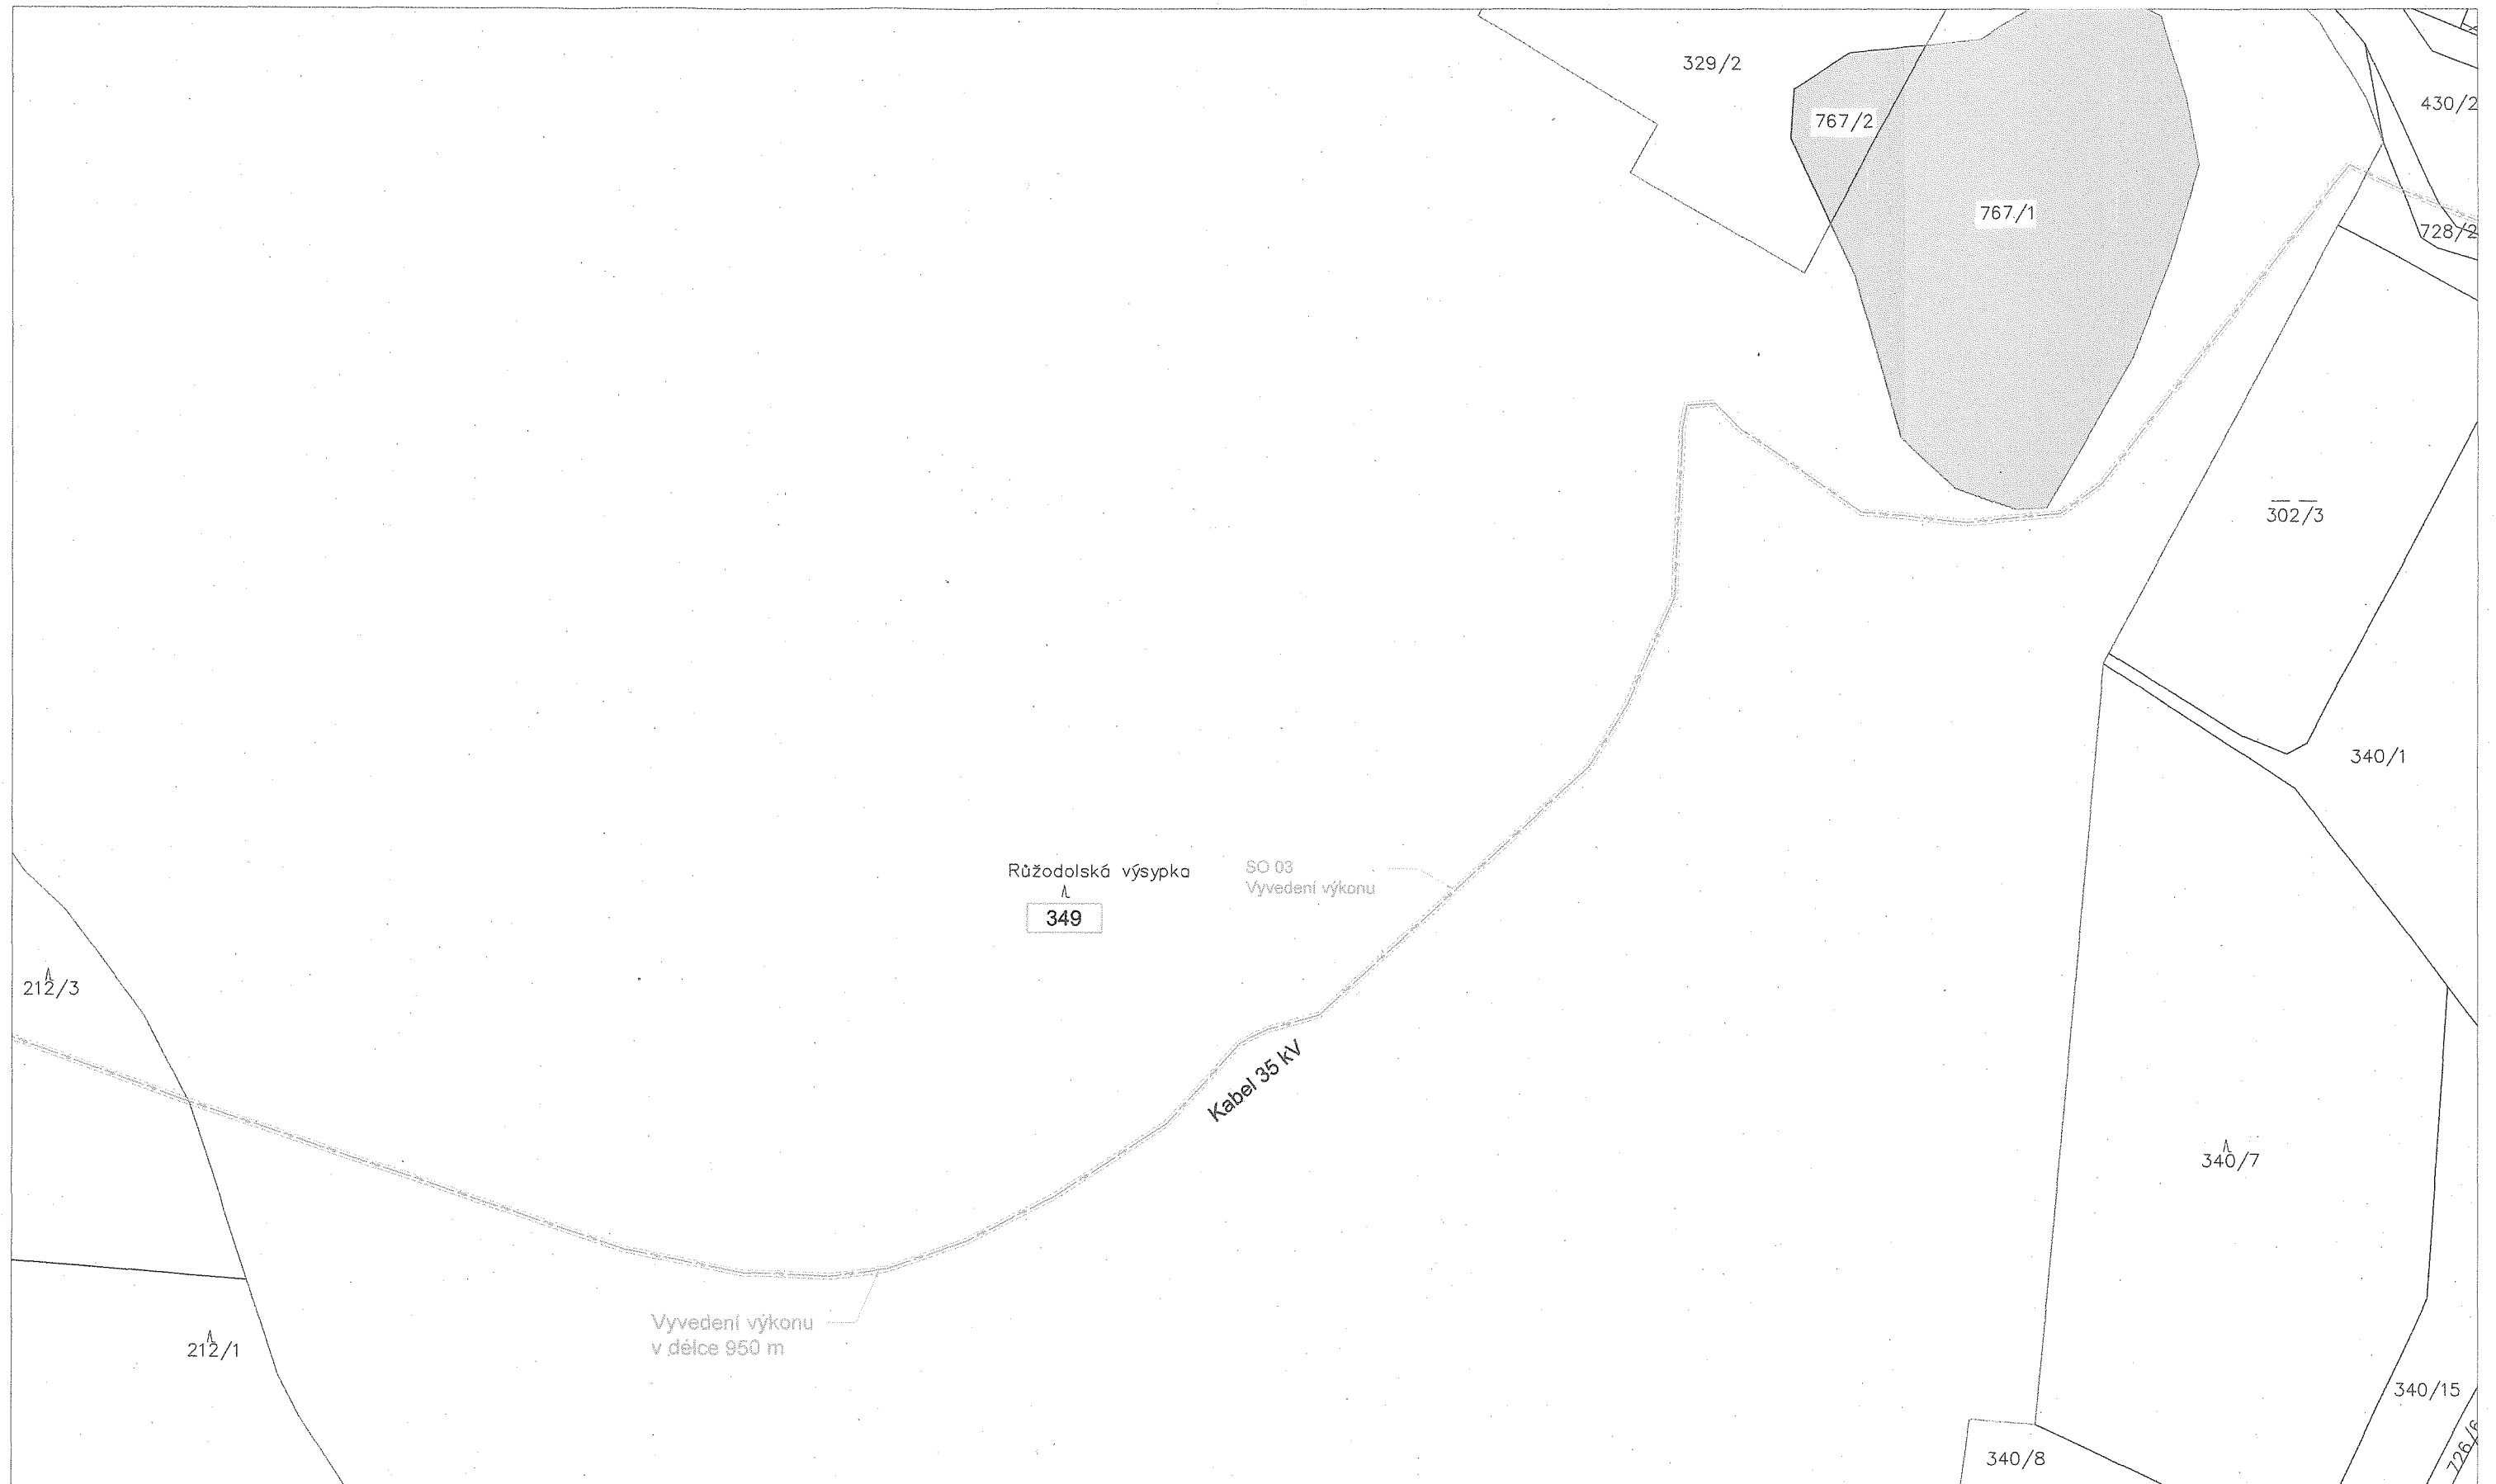 329/2
430/2
767/2
767/1
728/2
302/3
340/1
Růžodolská výsypka
349
SO 03
Vyvedení výkonu
212/3
Kabel 35 kV
340/7
Vyvedení výkonu
v délce 950 m
212/1
340/15
726/6
340/8